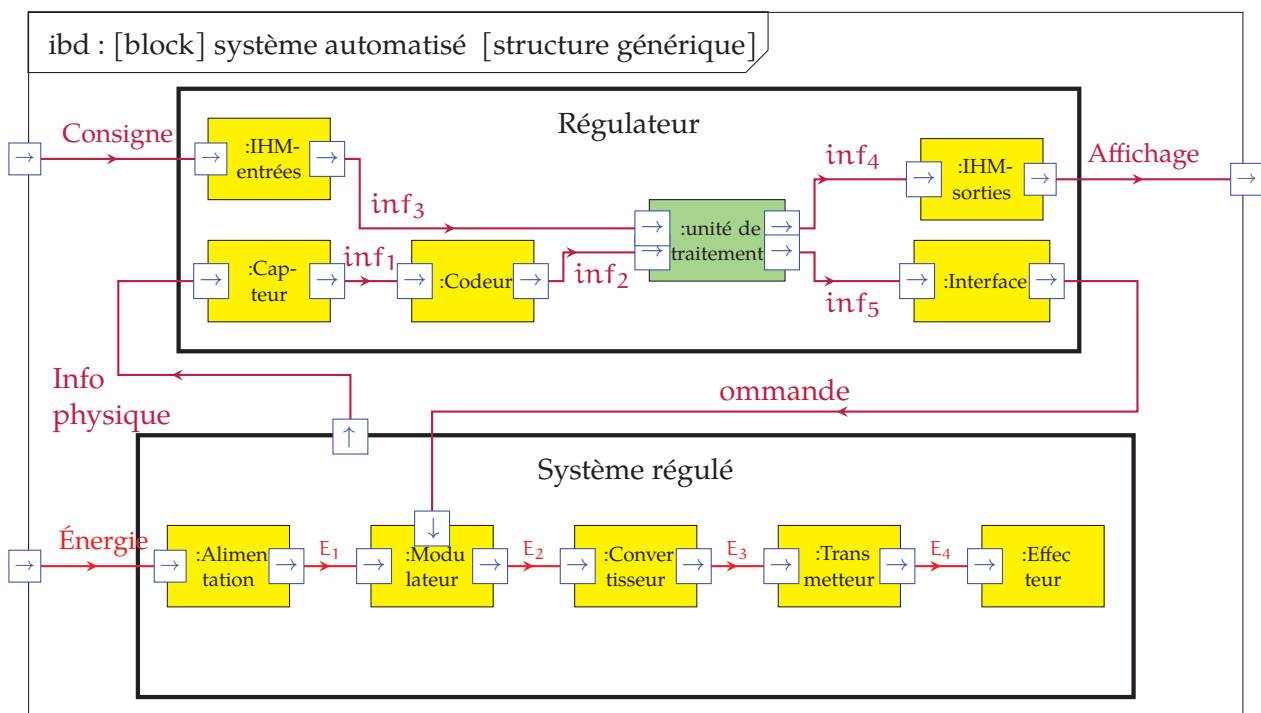 ibd : [block] système automatisé [structure générique]
Régulateur
Consigne
:IHM-
entrées
inf3
:Cap-
teur
inf1
:Codeur
inf2
:unité de
traitement
inf4
:IHM-
sorties
Affichage
inf5
:Interface
Info
physique
ommande
Système régulé
Énergie
:Alimen
tation
E1
:Modu
lateur
E2
:Conver
tisseur
E3
:Trans
metteur
E4
:Effec
teur